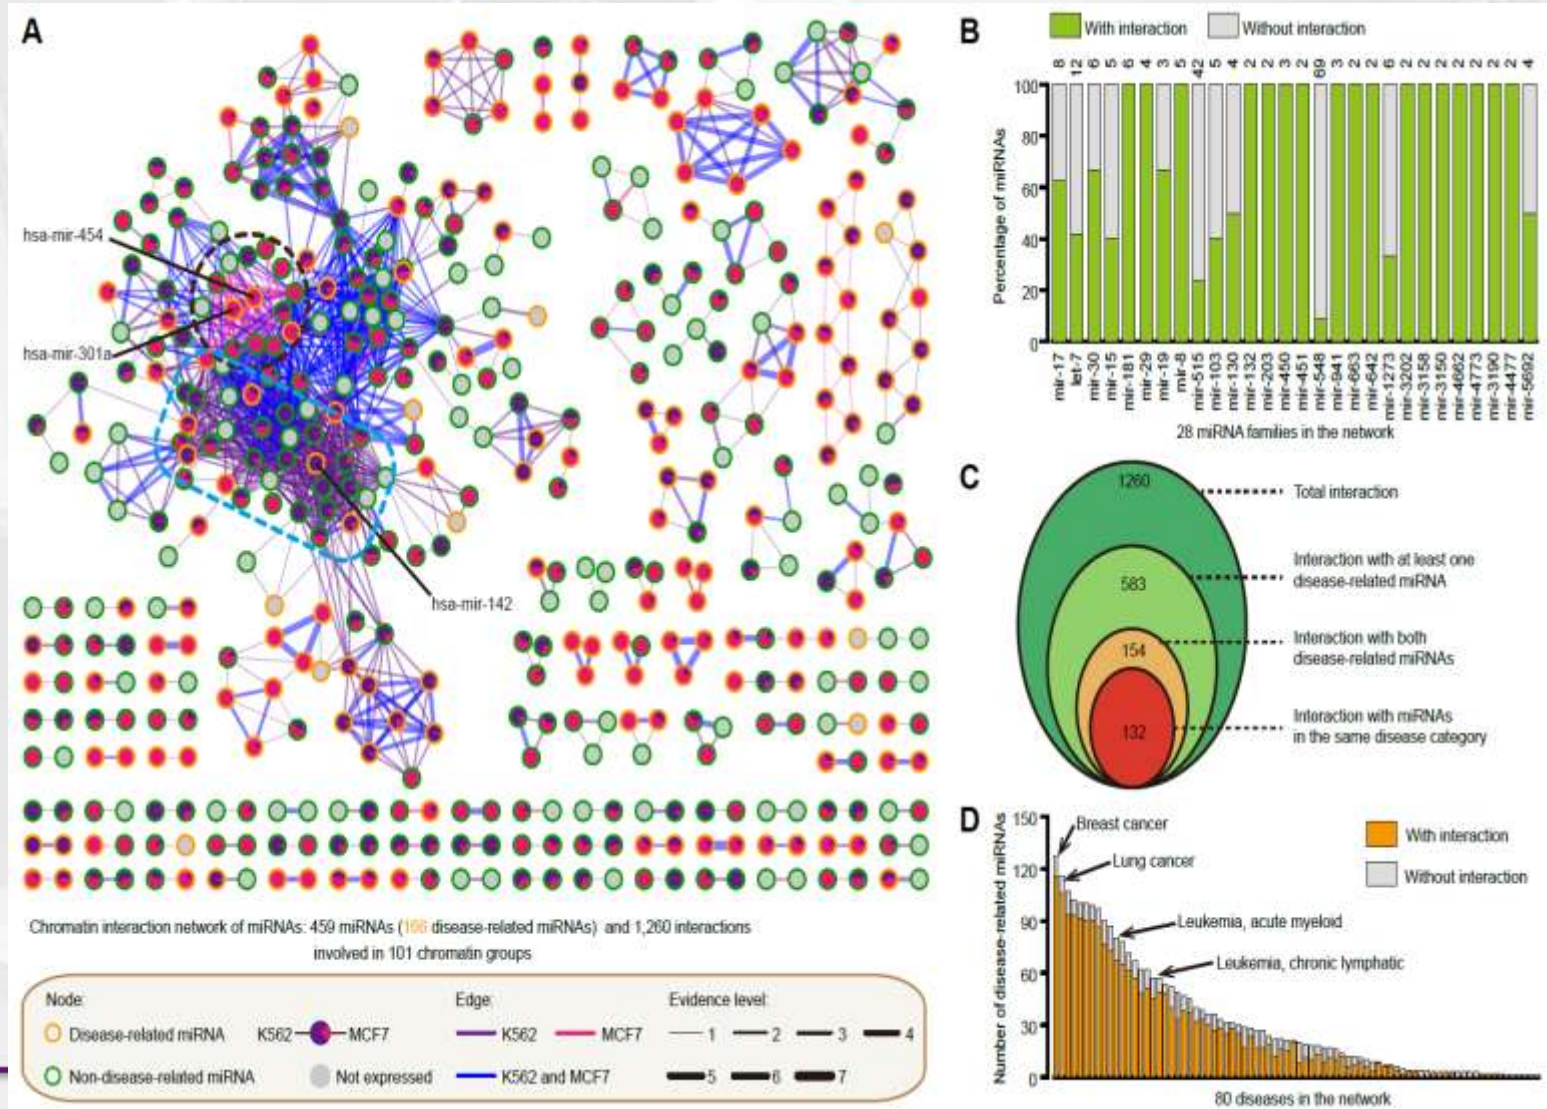 A
hsa-mir-454
hsa-mir-301a
hsa-mir-142
Chromatin interaction network of miRNAs: 459 miRNAs (166 disease-related miRNAs) and 1,260 interactions
involved in 101 chromatin groups
Node:
Edge:
Evidence level:
Disease-related miRNA
K562
MCF7
K562
MCF7
1
2
3
4
Non-disease-related miRNA
Not expressed
K562 and MCF7
5
6
7
B
With interaction
Without interaction
8 12 6 5 6 4 3 5 42 5 4 2 2 3 2 69 3 2 2 6 2 2 2 2 2 2 2 4
Percentage of miRNAs
100
80
60
40
20
0
mir-17 let-7 mir-30 mir-15 mir-181 mir-29 mir-19 mir-8 mir-515 mir-103 mir-130 mir-132 mir-203 mir-450 mir-451 mir-548 mir-941 mir-663 mir-642 mir-1273 mir-3202 mir-3158 mir-3150 mir-4662 mir-4773 mir-3190 mir-4477 mir-5692
28 miRNA families in the network
C
1260
Total interaction
583
Interaction with at least one
disease-related miRNA
154
Interaction with both
disease-related miRNAs
132
Interaction with miRNAs
in the same disease category
D
Number of disease-related miRNAs
150
120
90
60
30
0
Breast cancer
Lung cancer
Leukemia, acute myeloid
Leukemia, chronic lymphatic
With interaction
Without interaction
80 diseases in the network